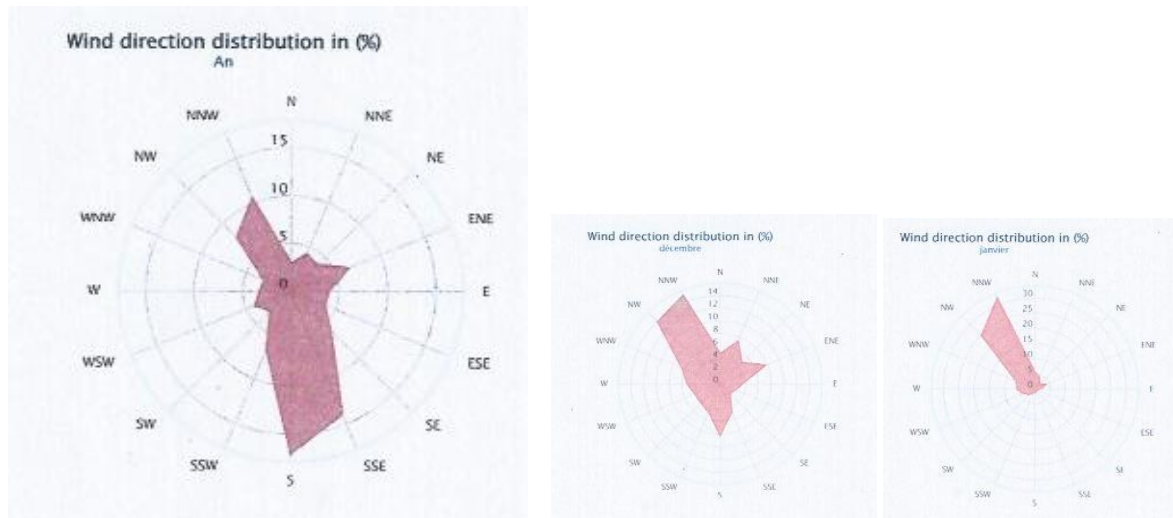 Wind direction distribution in (%)
An
N
NNW
NNE
15
NW
NE
10
WNW
ENE
5
0
W
E
WSW
ESE
SW
SE
SSW
SSE
S
Wind direction distribution in (%)
décembre
N
NNW
NNE
14
12
NW
NE
10
8
6
WNW
ENE
4
2
0
W
E
WSW
ESE
SW
SE
SSW
SSE
S
Wind direction distribution in (%)
janvier
N
NNW
NNE
30
25
NW
NE
20
15
WNW
ENE
10
5
0
W
E
WSW
ESE
SW
SE
SSW
SSE
S